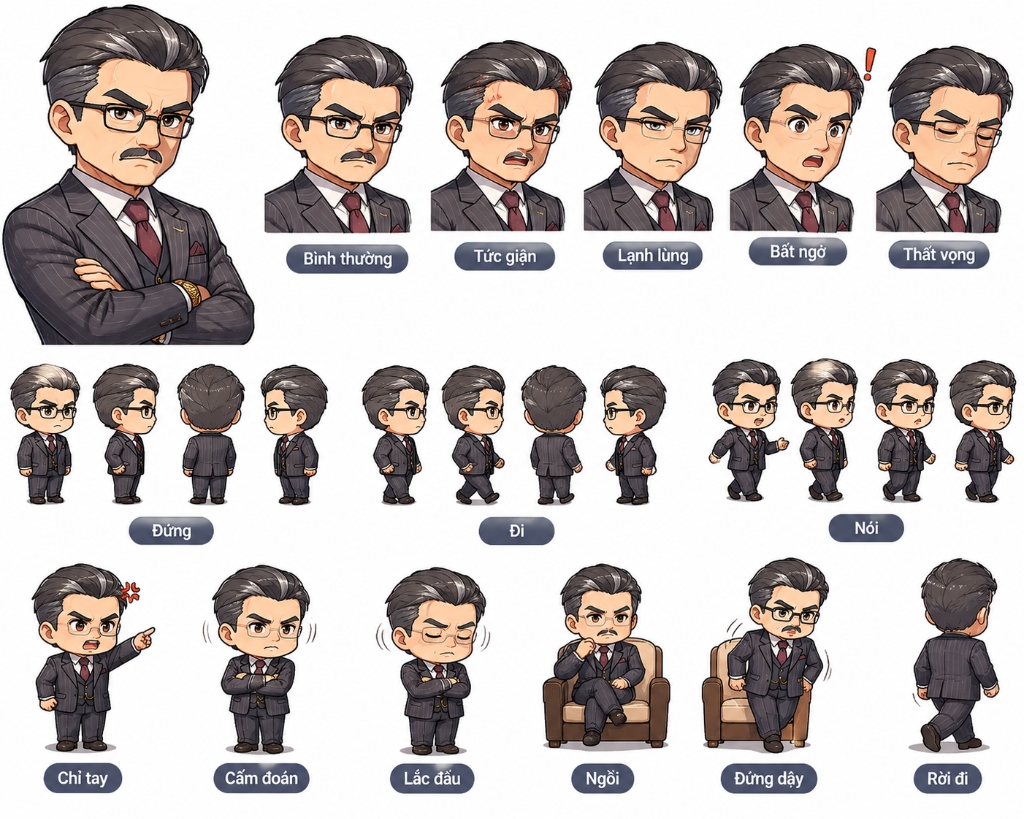 Bình thường
Tức giận
Lạnh lùng
Bất ngờ
Thất vọng
Đứng
Đi
Nói
Chỉ tay
Cấm đoán
Lắc đầu
Ngồi
Đứng dậy
Rời đi